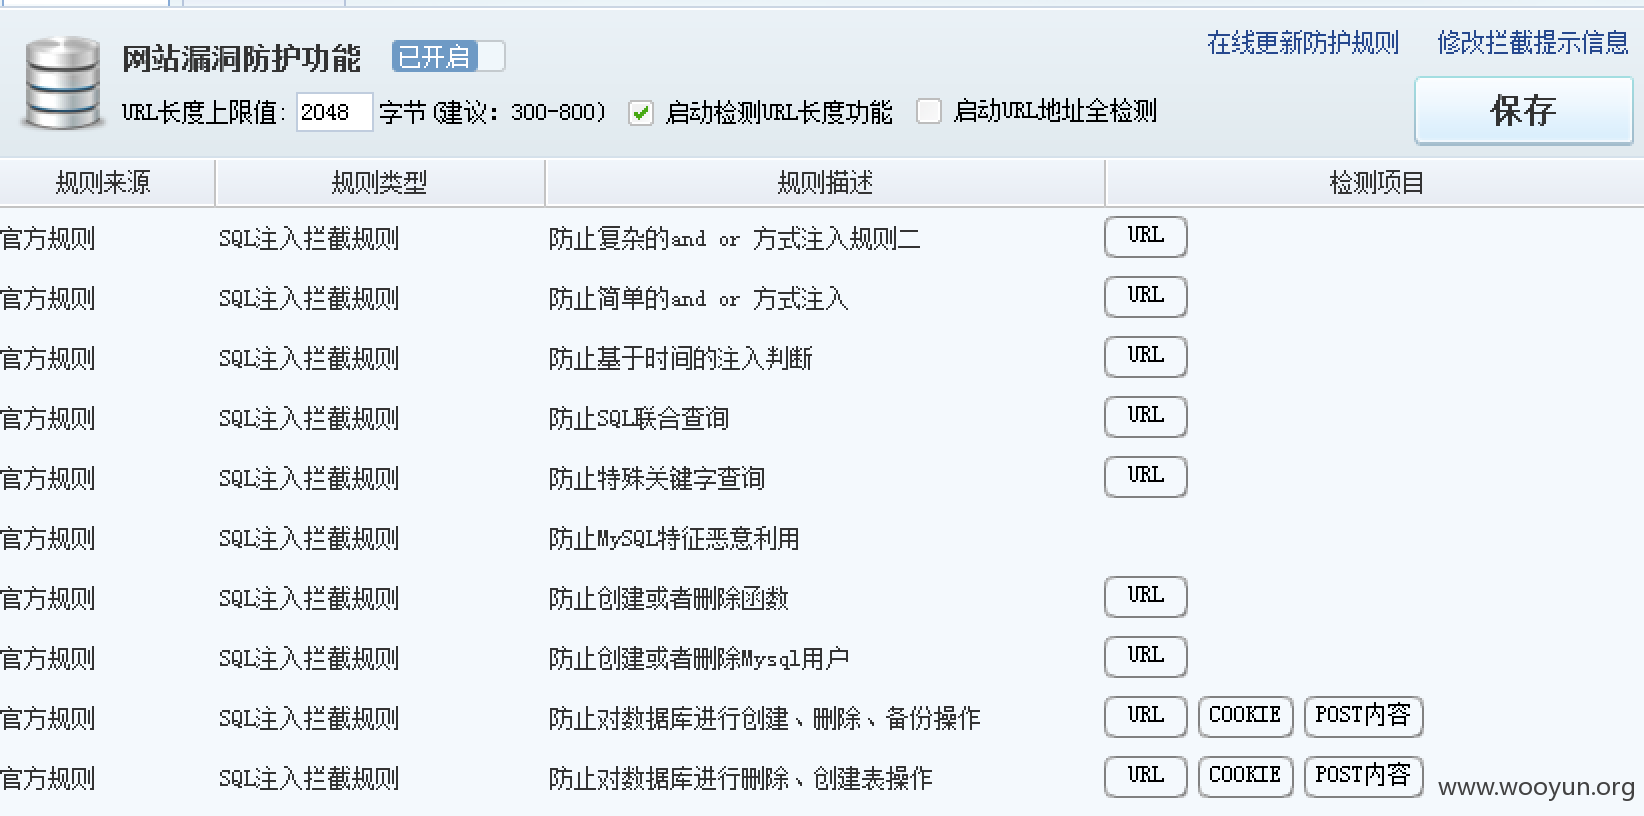 网站漏洞防护功能 已开启 在线更新防护规则 修改拦截提示信息
URL长度上限值: 2048 字节(建议: 300-800) 启动检测URL长度功能 启动URL地址全检测 保存
规则来源 规则类型 规则描述 检测项目
官方规则 SQL注入拦截规则 防止复杂的and or 方式注入规则二 URL
官方规则 SQL注入拦截规则 防止简单的and or 方式注入 URL
官方规则 SQL注入拦截规则 防止基于时间的注入判断 URL
官方规则 SQL注入拦截规则 防止SQL联合查询 URL
官方规则 SQL注入拦截规则 防止特殊关键字查询 URL
官方规则 SQL注入拦截规则 防止MySQL特征恶意利用
官方规则 SQL注入拦截规则 防止创建或者删除函数 URL
官方规则 SQL注入拦截规则 防止创建或者删除Mysql用户 URL
官方规则 SQL注入拦截规则 防止对数据库进行创建、删除、备份操作 URL COOKIE POST内容
官方规则 SQL注入拦截规则 防止对数据库进行删除、创建表操作 URL COOKIE POST内容
www.wooyun.org